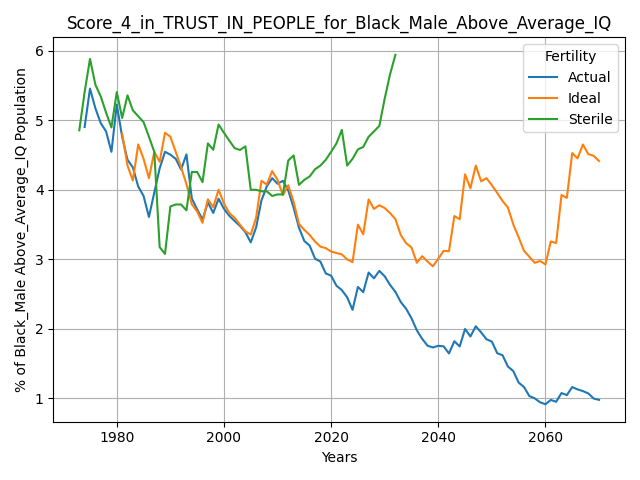 Score_4_in_TRUST_IN_PEOPLE_for_Black_Male_Above_Average_IQ
% of Black_Male Above_Average_IQ Population
6
5
4
3
2
1
Fertility
Actual
Ideal
Sterile
1980
2000
2020
2040
2060
Years